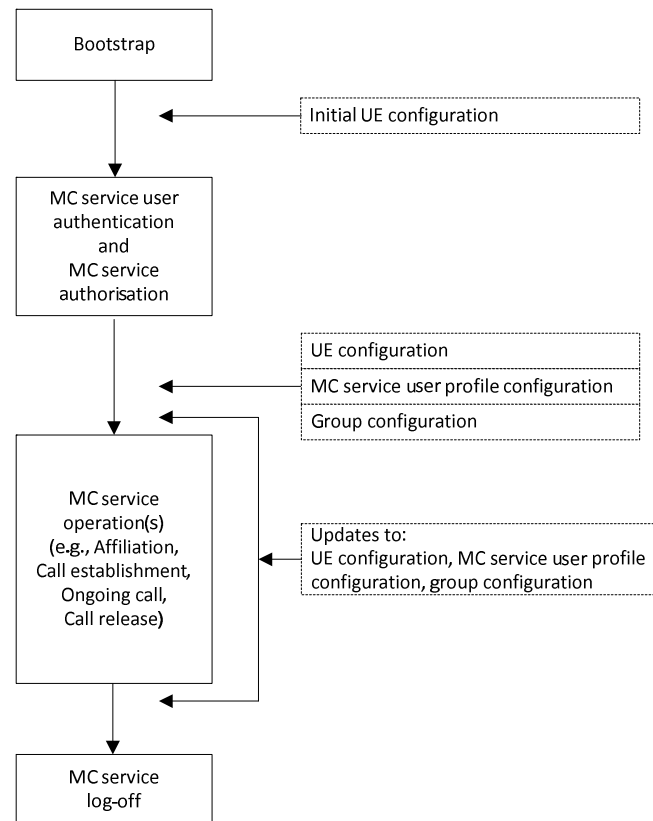 Bootstrap
Initial UE configuration
MC service user
authentication
and
MC service
authorisation
UE configuration
MC service user profile configuration
Group configuration
MC service
operation(s)
(e.g., Affiliation,
Call establishment,
Ongoing call,
Call release)
Updates to:
UE configuration, MC service user profile
configuration, group configuration
MC service
log-off